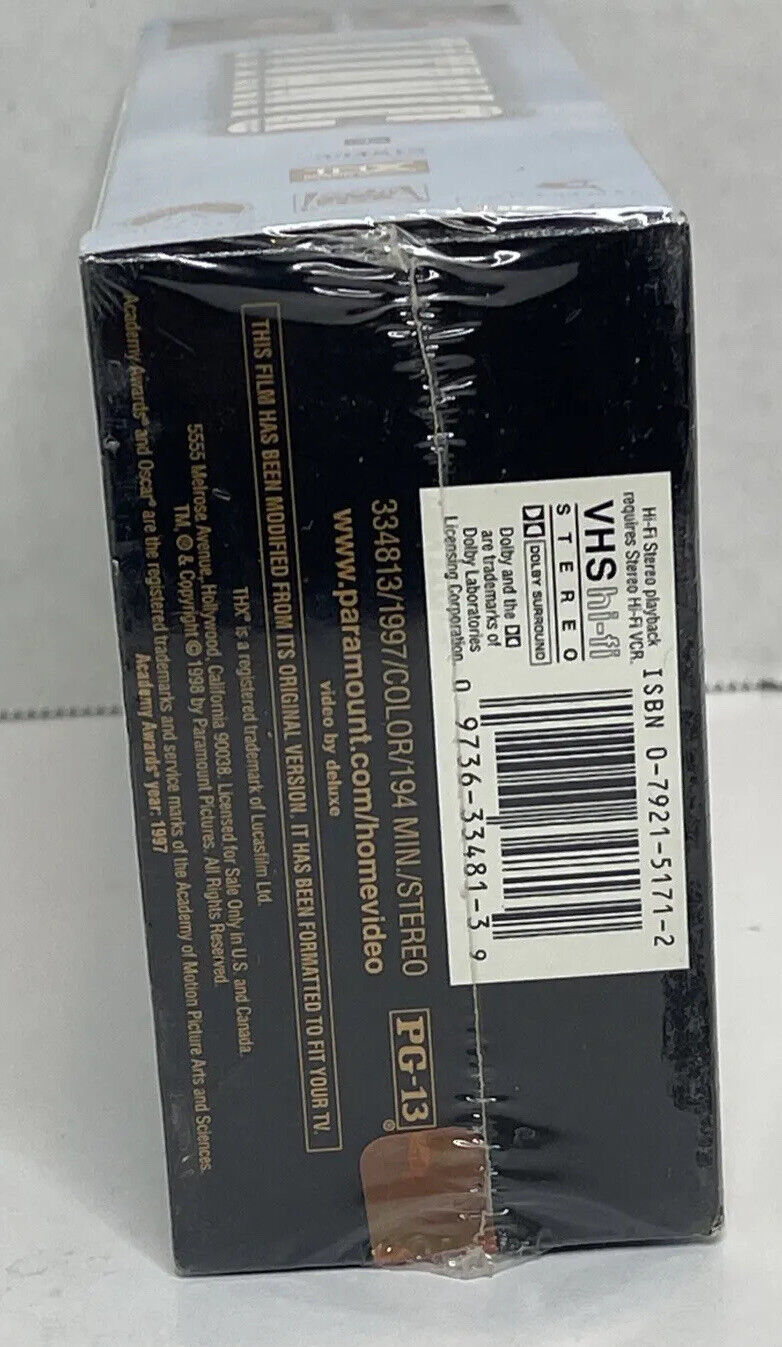 Hi-Fi Stereo playback
requires Stereo Hi-Fi VCR.
VHS hi-fi
STEREO
DOLBY SURROUND
Dolby and the
are trademarks of
Dolby Laboratories
Licensing Corporation.
ISBN 0-7921-5171-2
0 9736-33481-3 9
334813/1997/COLOR/194 MIN./STEREO
PG-13
®
www.paramount.com/homevideo
video by deluxe
THIS FILM HAS BEEN MODIFIED FROM ITS ORIGINAL VERSION. IT HAS BEEN FORMATTED TO FIT YOUR TV.
THX® is a registered trademark of Lucasfilm Ltd.
5555 Melrose Avenue, Hollywood, California 90038. Licensed for Sale Only in U.S. and Canada.
TM, ® & Copyright © 1998 by Paramount Pictures. All Rights Reserved.
Academy Awards® and Oscar® are the registered trademarks and service marks of the Academy of Motion Picture Arts and Sciences.
Academy Awards® year: 1997